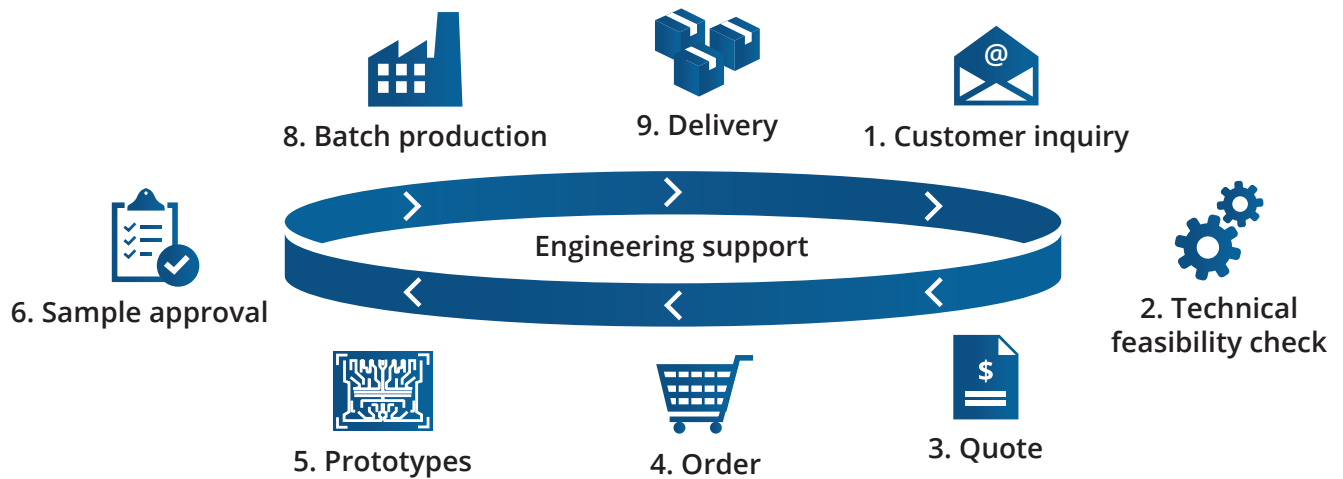 @
8. Batch production
9. Delivery
1. Customer inquiry
Engineering support
6. Sample approval
2. Technical
feasibility check
$
5. Prototypes
4. Order
3. Quote